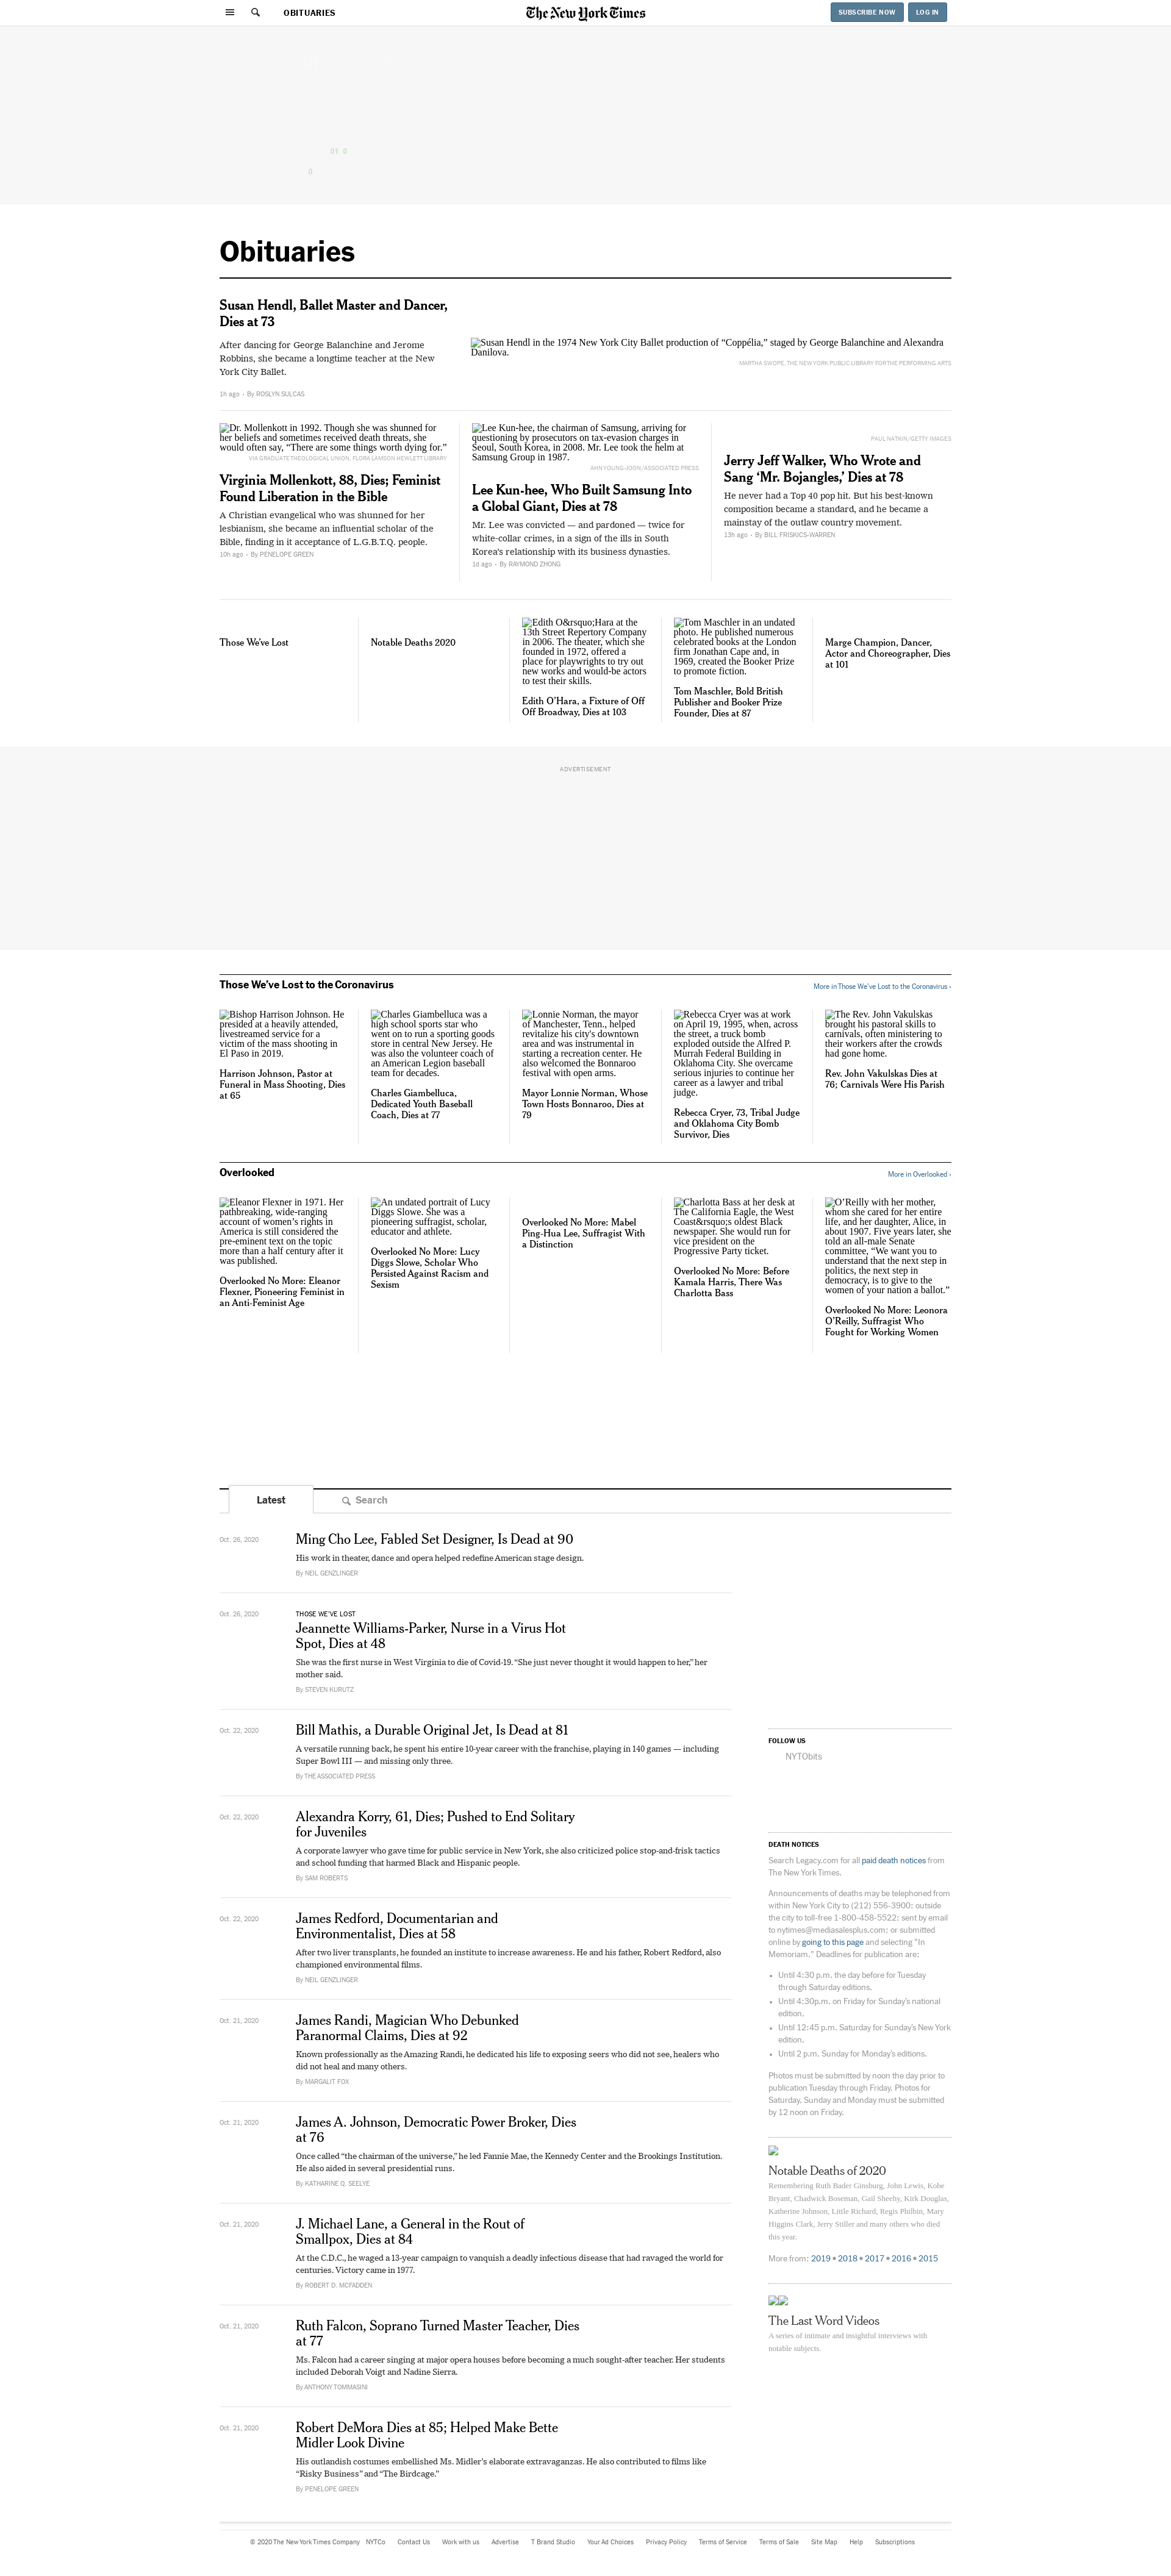 OBITUARIES
The New York Times
SUBSCRIBE NOW
LOG IN
01 0
0
Obituaries
Susan Hendl, Ballet Master and Dancer,
Dies at 73
After dancing for George Balanchine and Jerome
Robbins, she became a longtime teacher at the New
York City Ballet.
1h ago • By ROSLYN SULCAS
Susan Hendl in the 1974 New York City Ballet production of “Coppélia,” staged by George Balanchine and Alexandra
Danilova.
MARTHA SWOPE, THE NEW YORK PUBLIC LIBRARY FOR THE PERFORMING ARTS
Dr. Mollenkott in 1992. Though she was shunned for
her beliefs and sometimes received death threats, she
would often say, “There are some things worth dying for.”
VIA GRADUATE THEOLOGICAL UNION, FLORA LAMSON HEWLETT LIBRARY
Virginia Mollenkott, 88, Dies; Feminist
Found Liberation in the Bible
A Christian evangelical who was shunned for her
lesbianism, she became an influential scholar of the
Bible, finding in it acceptance of L.G.B.T.Q. people.
10h ago • By PENELOPE GREEN
Lee Kun-hee, the chairman of Samsung, arriving for
questioning by prosecutors on tax-evasion charges in
Seoul, South Korea, in 2008. Mr. Lee took the helm at
Samsung Group in 1987.
AHN YOUNG-JOON/ASSOCIATED PRESS
Lee Kun-hee, Who Built Samsung Into
a Global Giant, Dies at 78
Mr. Lee was convicted — and pardoned — twice for
white-collar crimes, in a sign of the ills in South
Korea’s relationship with its business dynasties.
1d ago • By RAYMOND ZHONG
PAUL NATKIN/GETTY IMAGES
Jerry Jeff Walker, Who Wrote and
Sang ‘Mr. Bojangles,’ Dies at 78
He never had a Top 40 pop hit. But his best-known
composition became a standard, and he became a
mainstay of the outlaw country movement.
13h ago • By BILL FRISKICS-WARREN
Those We’ve Lost
Notable Deaths 2020
Edith O&rsquo;Hara at the
13th Street Repertory Company
in 2006. The theater, which she
founded in 1972, offered a
place for playwrights to try out
new works and would-be actors
to test their skills.
Edith O’Hara, a Fixture of Off
Off Broadway, Dies at 103
Tom Maschler in an undated
photo. He published numerous
celebrated books at the London
firm Jonathan Cape and, in
1969, created the Booker Prize
to promote fiction.
Tom Maschler, Bold British
Publisher and Booker Prize
Founder, Dies at 87
Marge Champion, Dancer,
Actor and Choreographer, Dies
at 101
ADVERTISEMENT
Those We’ve Lost to the Coronavirus
More in Those We’ve Lost to the Coronavirus ›
Bishop Harrison Johnson. He
presided at a heavily attended,
livestreamed service for a
victim of the mass shooting in
El Paso in 2019.
Harrison Johnson, Pastor at
Funeral in Mass Shooting, Dies
at 65
Charles Giambelluca was a
high school sports star who
went on to run a sporting goods
store in central New Jersey. He
was also the volunteer coach of
an American Legion baseball
team for decades.
Charles Giambelluca,
Dedicated Youth Baseball
Coach, Dies at 77
Lonnie Norman, the mayor
of Manchester, Tenn., helped
revitalize his city's downtown
area and was instrumental in
starting a recreation center. He
also welcomed the Bonnaroo
festival with open arms.
Mayor Lonnie Norman, Whose
Town Hosts Bonnaroo, Dies at
79
Rebecca Cryer was at work
on April 19, 1995, when, across
the street, a truck bomb
exploded outside the Alfred P.
Murrah Federal Building in
Oklahoma City. She overcame
serious injuries to continue her
career as a lawyer and tribal
judge.
Rebecca Cryer, 73, Tribal Judge
and Oklahoma City Bomb
Survivor, Dies
The Rev. John Vakulskas
brought his pastoral skills to
carnivals, often ministering to
their workers after the crowds
had gone home.
Rev. John Vakulskas Dies at
76; Carnivals Were His Parish
Overlooked
More in Overlooked ›
Eleanor Flexner in 1971. Her
pathbreaking, wide-ranging
account of women’s rights in
America is still considered the
pre-eminent text on the topic
more than a half century after it
was published.
Overlooked No More: Eleanor
Flexner, Pioneering Feminist in
an Anti-Feminist Age
An undated portrait of Lucy
Diggs Slowe. She was a
pioneering suffragist, scholar,
educator and athlete.
Overlooked No More: Lucy
Diggs Slowe, Scholar Who
Persisted Against Racism and
Sexism
Overlooked No More: Mabel
Ping-Hua Lee, Suffragist With
a Distinction
Charlotta Bass at her desk at
The California Eagle, the West
Coast&rsquo;s oldest Black
newspaper. She would run for
vice president on the
Progressive Party ticket.
Overlooked No More: Before
Kamala Harris, There Was
Charlotta Bass
O’Reilly with her mother,
whom she cared for her entire
life, and her daughter, Alice, in
about 1907. Five years later, she
told an all-male Senate
committee, “We want you to
understand that the next step in
politics, the next step in
democracy, is to give to the
women of your nation a ballot.”
Overlooked No More: Leonora
O’Reilly, Suffragist Who
Fought for Working Women
Latest
Search
Oct. 26, 2020
Ming Cho Lee, Fabled Set Designer, Is Dead at 90
His work in theater, dance and opera helped redefine American stage design.
By NEIL GENZLINGER
Oct. 26, 2020
THOSE WE’VE LOST
Jeannette Williams-Parker, Nurse in a Virus Hot
Spot, Dies at 48
She was the first nurse in West Virginia to die of Covid-19. “She just never thought it would happen to her,” her
mother said.
By STEVEN KURUTZ
Oct. 22, 2020
Bill Mathis, a Durable Original Jet, Is Dead at 81
A versatile running back, he spent his entire 10-year career with the franchise, playing in 140 games — including
Super Bowl III — and missing only three.
By THE ASSOCIATED PRESS
Oct. 22, 2020
Alexandra Korry, 61, Dies; Pushed to End Solitary
for Juveniles
A corporate lawyer who gave time for public service in New York, she also criticized police stop-and-frisk tactics
and school funding that harmed Black and Hispanic people.
By SAM ROBERTS
Oct. 22, 2020
James Redford, Documentarian and
Environmentalist, Dies at 58
After two liver transplants, he founded an institute to increase awareness. He and his father, Robert Redford, also
championed environmental films.
By NEIL GENZLINGER
Oct. 21, 2020
James Randi, Magician Who Debunked
Paranormal Claims, Dies at 92
Known professionally as the Amazing Randi, he dedicated his life to exposing seers who did not see, healers who
did not heal and many others.
By MARGALIT FOX
Oct. 21, 2020
James A. Johnson, Democratic Power Broker, Dies
at 76
Once called “the chairman of the universe,” he led Fannie Mae, the Kennedy Center and the Brookings Institution.
He also aided in several presidential runs.
By KATHARINE Q. SEELYE
Oct. 21, 2020
J. Michael Lane, a General in the Rout of
Smallpox, Dies at 84
At the C.D.C., he waged a 13-year campaign to vanquish a deadly infectious disease that had ravaged the world for
centuries. Victory came in 1977.
By ROBERT D. MCFADDEN
Oct. 21, 2020
Ruth Falcon, Soprano Turned Master Teacher, Dies
at 77
Ms. Falcon had a career singing at major opera houses before becoming a much sought-after teacher. Her students
included Deborah Voigt and Nadine Sierra.
By ANTHONY TOMMASINI
Oct. 21, 2020
Robert DeMora Dies at 85; Helped Make Bette
Midler Look Divine
His outlandish costumes embellished Ms. Midler’s elaborate extravaganzas. He also contributed to films like
“Risky Business” and “The Birdcage.”
By PENELOPE GREEN
FOLLOW US
NYTObits
DEATH NOTICES
Search Legacy.com for all paid death notices from
The New York Times.
Announcements of deaths may be telephoned from
within New York City to (212) 556-3900; outside
the city to toll-free 1-800-458-5522; sent by email
to nytimes@mediasalesplus.com; or submitted
online by going to this page and selecting "In
Memoriam." Deadlines for publication are:
• Until 4:30 p.m. the day before for Tuesday
through Saturday editions.
• Until 4:30p.m. on Friday for Sunday’s national
edition.
• Until 12:45 p.m. Saturday for Sunday’s New York
edition.
• Until 2 p.m. Sunday for Monday’s editions.
Photos must be submitted by noon the day prior to
publication Tuesday through Friday. Photos for
Saturday, Sunday and Monday must be submitted
by 12 noon on Friday.
Notable Deaths of 2020
Remembering Ruth Bader Ginsburg, John Lewis, Kobe
Bryant, Chadwick Boseman, Gail Sheehy, Kirk Douglas,
Katherine Johnson, Little Richard, Regis Philbin, Mary
Higgins Clark, Jerry Stiller and many others who died
this year.
More from: 2019 • 2018 • 2017 • 2016 • 2015
The Last Word Videos
A series of intimate and insightful interviews with
notable subjects.
© 2020 The New York Times Company
NYTCo
Contact Us
Work with us
Advertise
T Brand Studio
Your Ad Choices
Privacy Policy
Terms of Service
Terms of Sale
Site Map
Help
Subscriptions